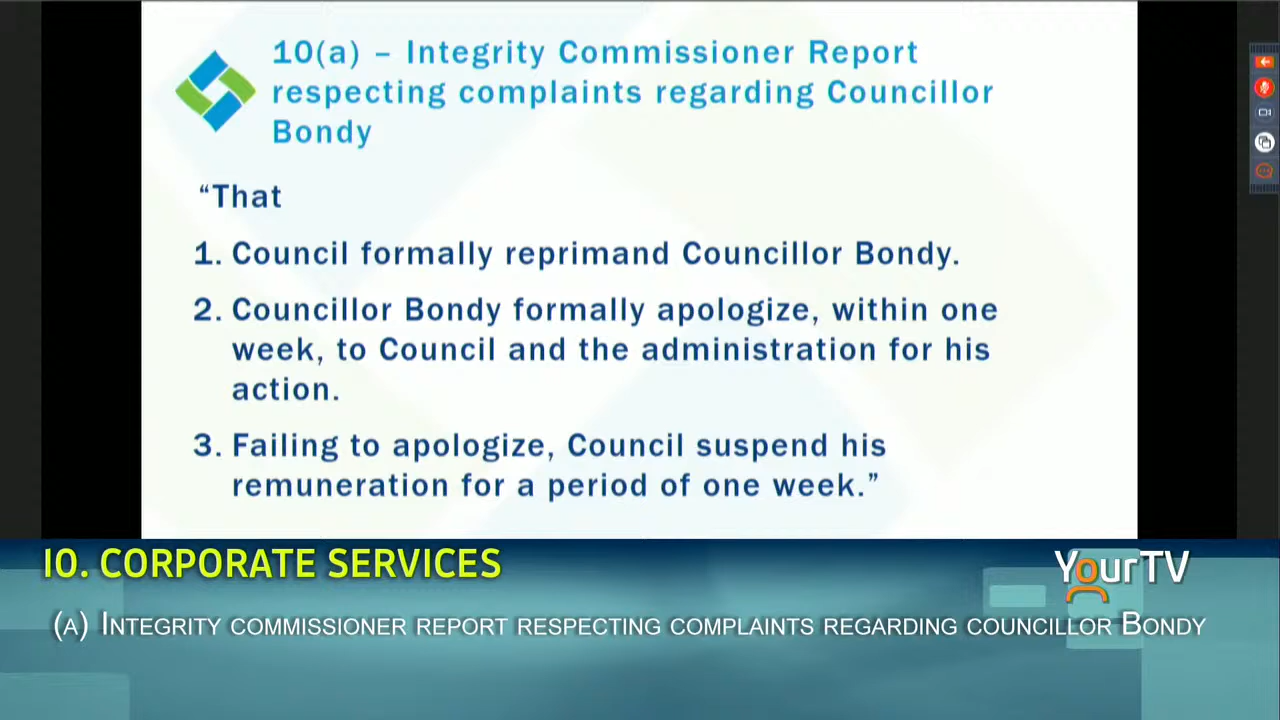 10(a) – Integrity Commissioner Report
respecting complaints regarding Councillor
Bondy
“That
1. Council formally reprimand Councillor Bondy.
2. Councillor Bondy formally apologize, within one
week, to Council and the administration for his
action.
3. Failing to apologize, Council suspend his
remuneration for a period of one week.”
10. CORPORATE SERVICES
YourTV
(A) INTEGRITY COMMISSIONER REPORT RESPECTING COMPLAINTS REGARDING COUNCILLOR BONDY